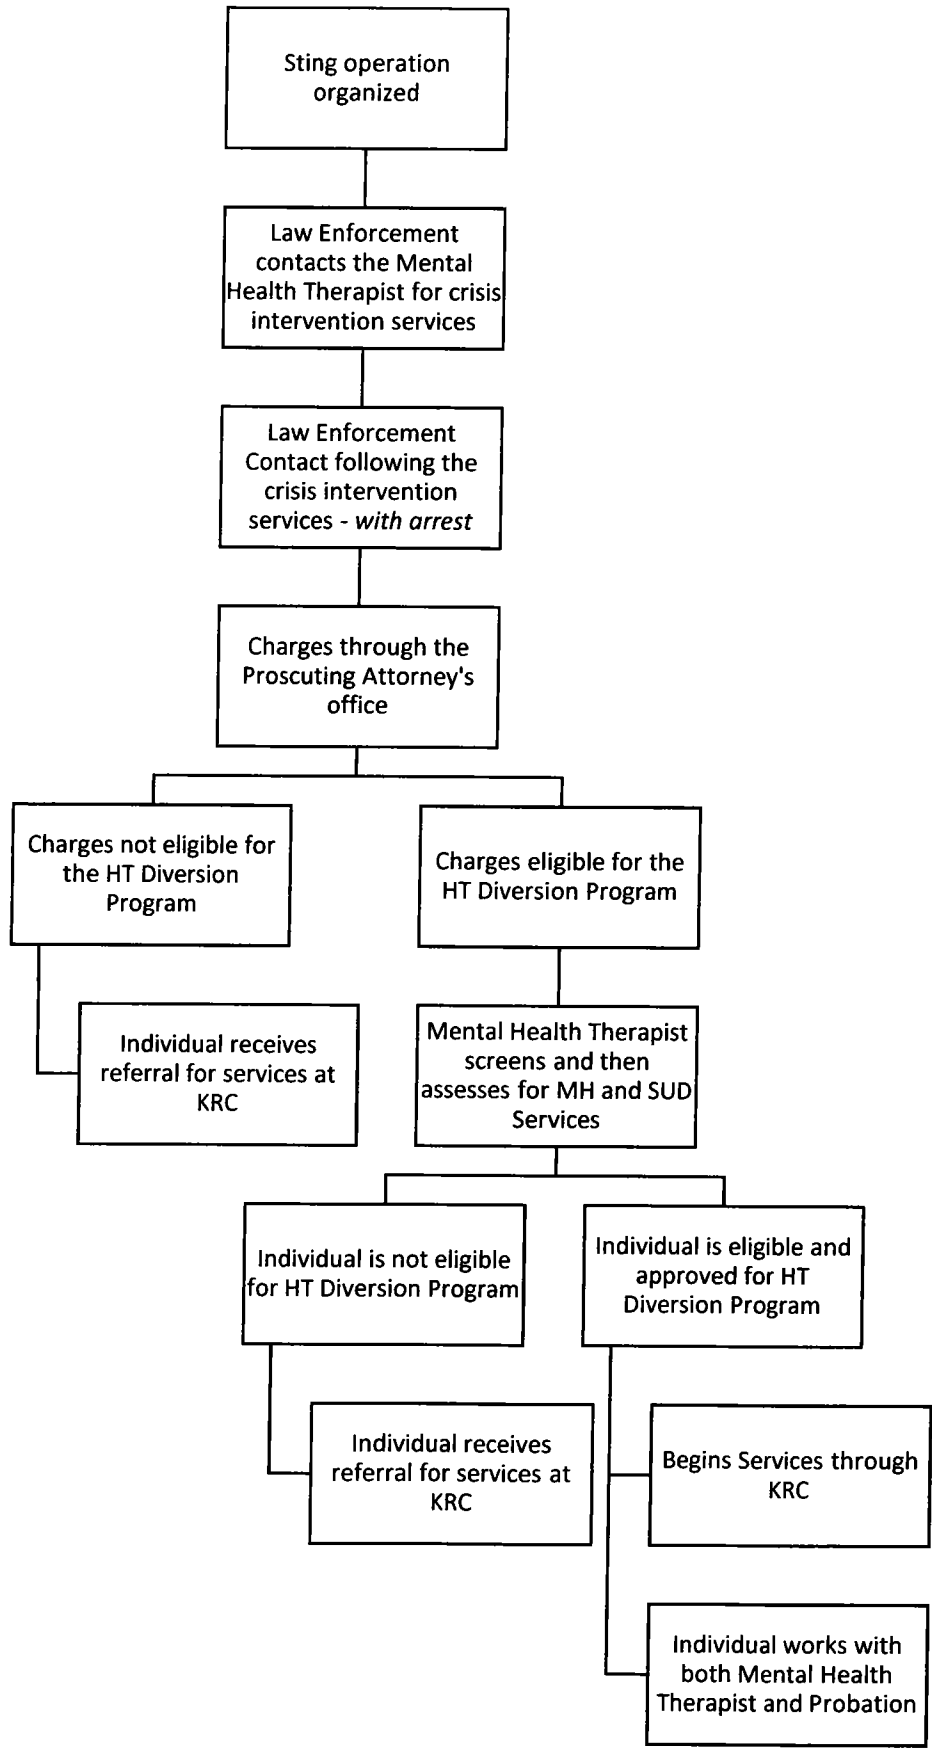 Sting operation
organized
Law Enforcement
contacts the Mental
Health Therapist for crisis
intervention services
Law Enforcement
Contact following the
crisis intervention
services - with arrest
Charges through the
Proscuting Attorney's
office
Charges not eligible for
the HT Diversion
Program
Charges eligible for the
HT Diversion Program
Individual receives
referral for services at
KRC
Mental Health Therapist
screens and then
assesses for MH and SUD
Services
Individual is not eligible
for HT Diversion Program
Individual is eligible and
approved for HT
Diversion Program
Individual receives
referral for services at
KRC
Begins Services through
KRC
Individual works with
both Mental Health
Therapist and Probation